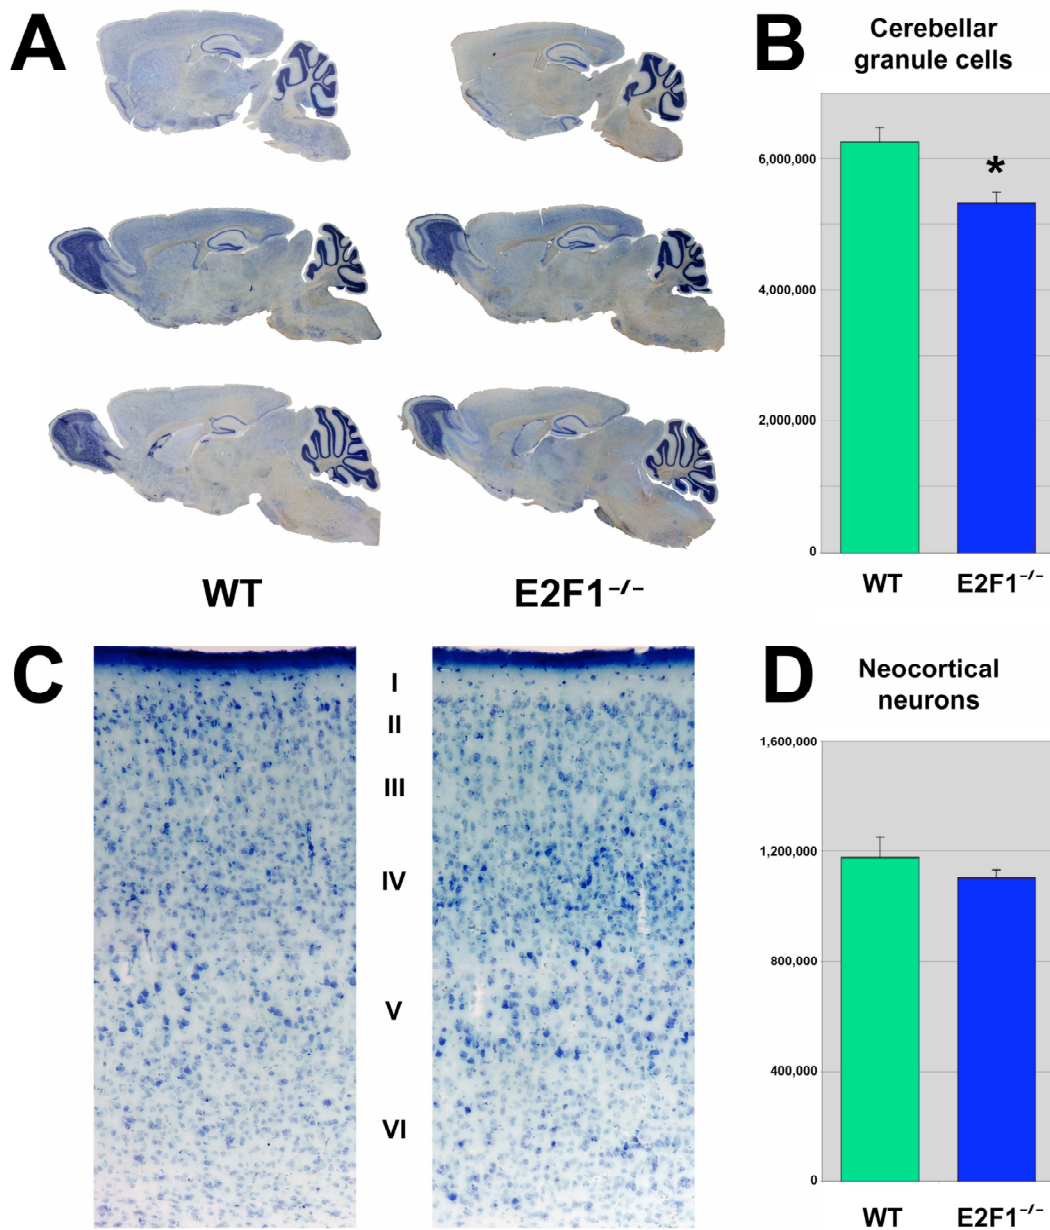 A
WT
E2F1⁻/⁻
B
Cerebellar
granule cells
6,000,000
4,000,000
2,000,000
0
*
WT
E2F1⁻/⁻
C
I
II
III
IV
V
VI
D
Neocortical
neurons
1,600,000
1,200,000
800,000
400,000
0
WT
E2F1⁻/⁻